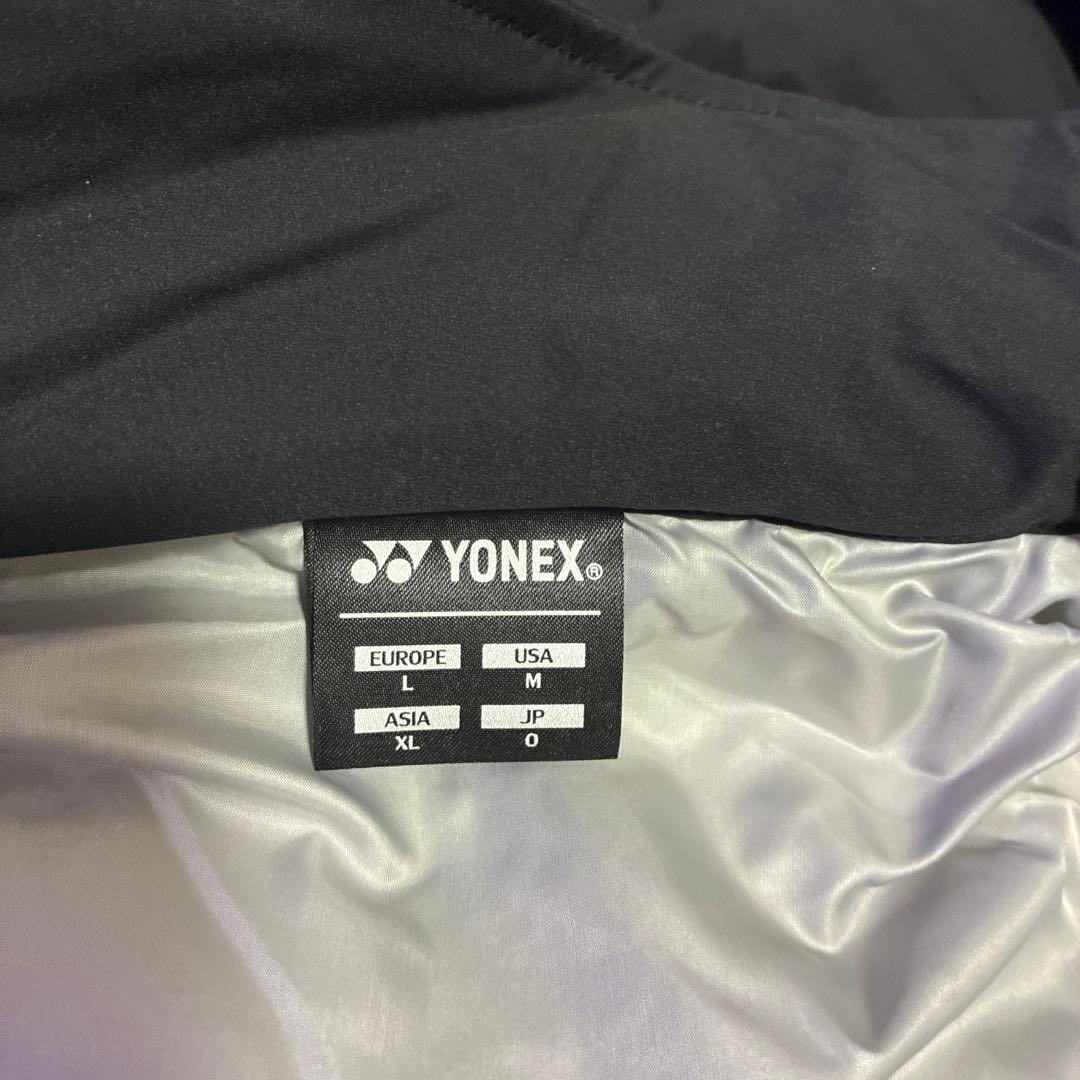 YONEX®
EUROPE USA
L M
ASIA JP
XL O